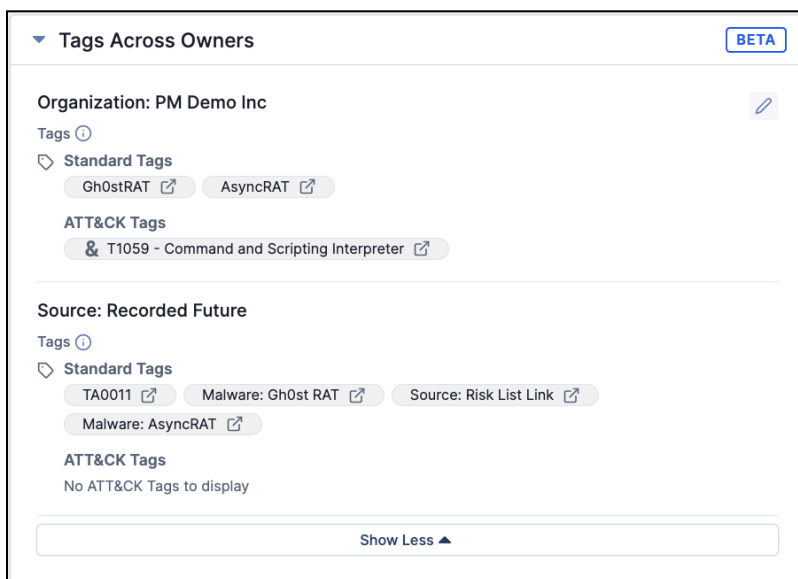 Tags Across Owners BETA
Organization: PM Demo Inc
Tags
Standard Tags
Gh0stRAT AsyncRAT
ATT&CK Tags
& T1059 - Command and Scripting Interpreter
Source: Recorded Future
Tags
Standard Tags
TA0011 Malware: Gh0st RAT Source: Risk List Link
Malware: AsyncRAT
ATT&CK Tags
No ATT&CK Tags to display
Show Less